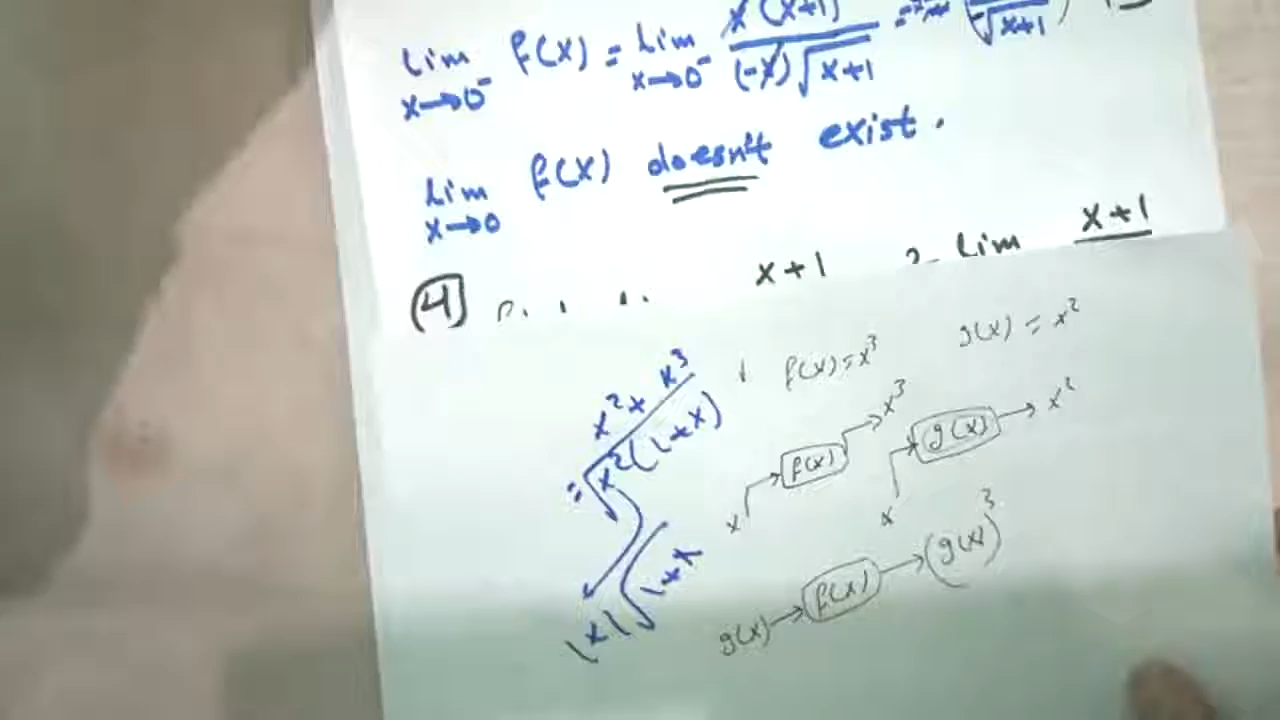 lim f(x) = lim x(x+1)
x→0⁻ x→0⁻ (-x)√x+1 √x+1
lim f(x) doesn't exist.
x→0
(4) x+1 lim x+1
= √x²+x³ f(x)=x³ g(x)=x²
√x²(1+x)
|x|√1+x
x → f(x) → x³
x → g(x) → x²
g(x) → f(x) → (g(x))³